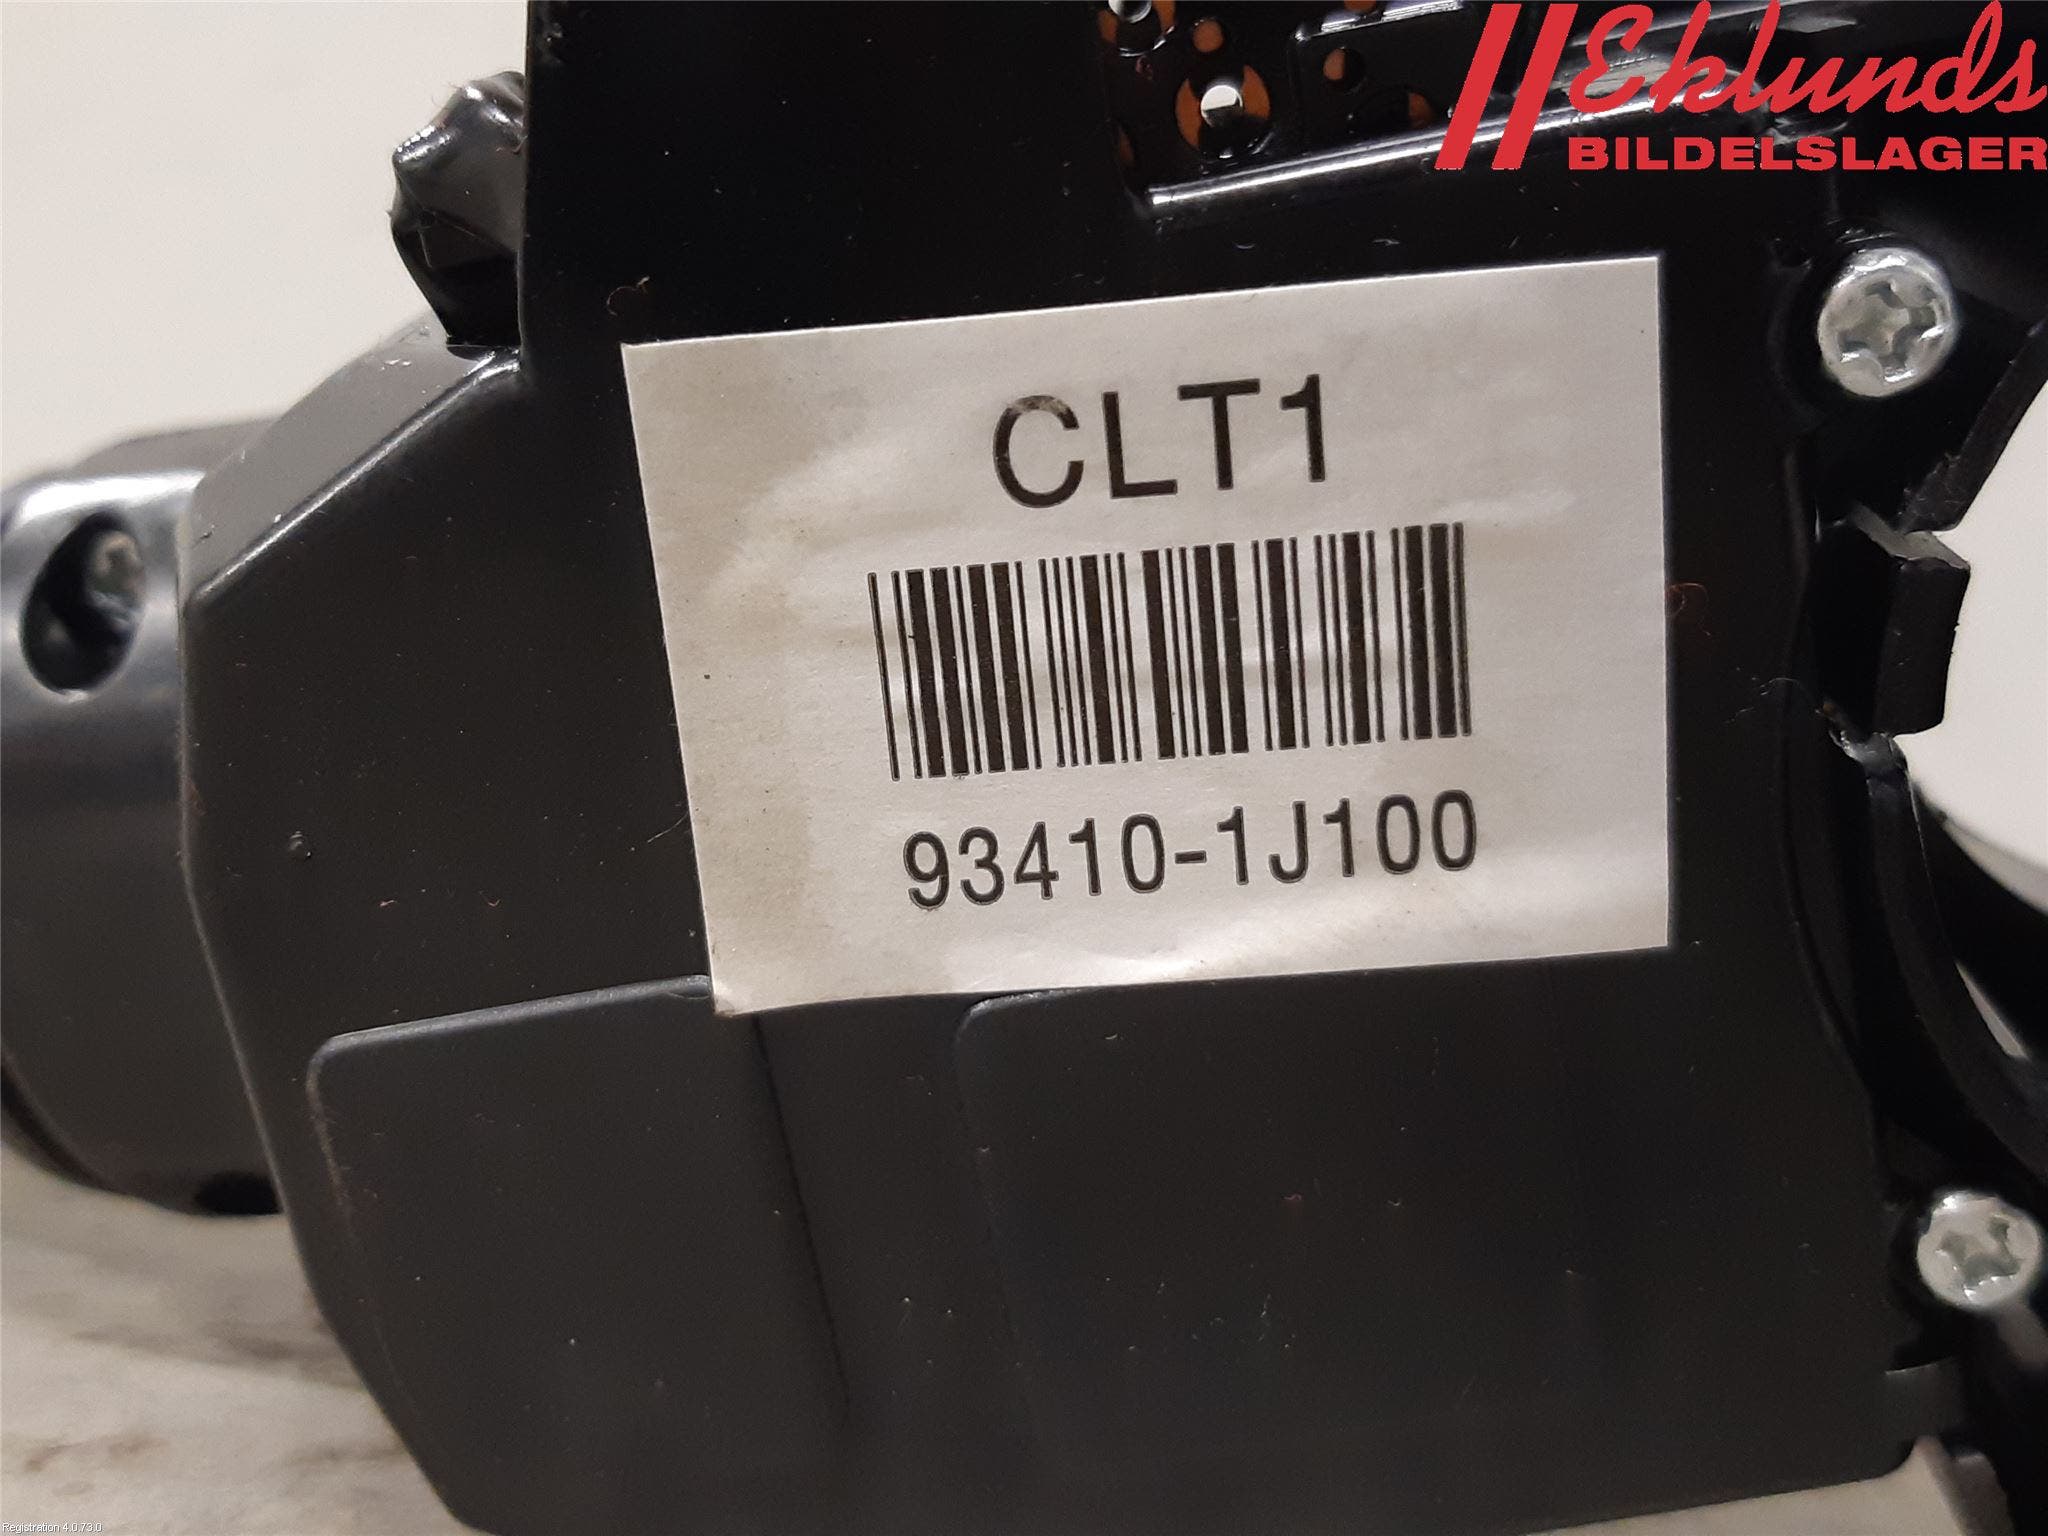 Eklunds
BILDELSLAGER
CLT1
93410-1J100
Registration 4.0.73.0